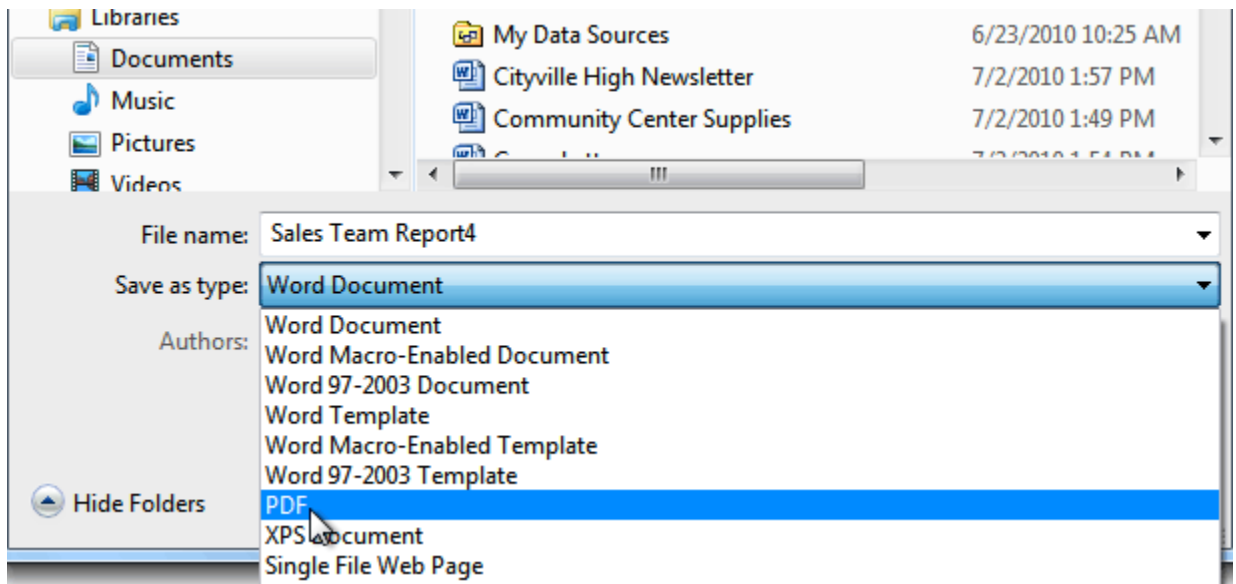 Libraries
Documents
Music
Pictures
Videos
My Data Sources 6/23/2010 10:25 AM
Cityville High Newsletter 7/2/2010 1:57 PM
Community Center Supplies 7/2/2010 1:49 PM
File name: Sales Team Report4
Save as type: Word Document
Authors:
Word Document
Word Macro-Enabled Document
Word 97-2003 Document
Word Template
Word Macro-Enabled Template
Word 97-2003 Template
Hide Folders
PDF
XPS Document
Single File Web Page